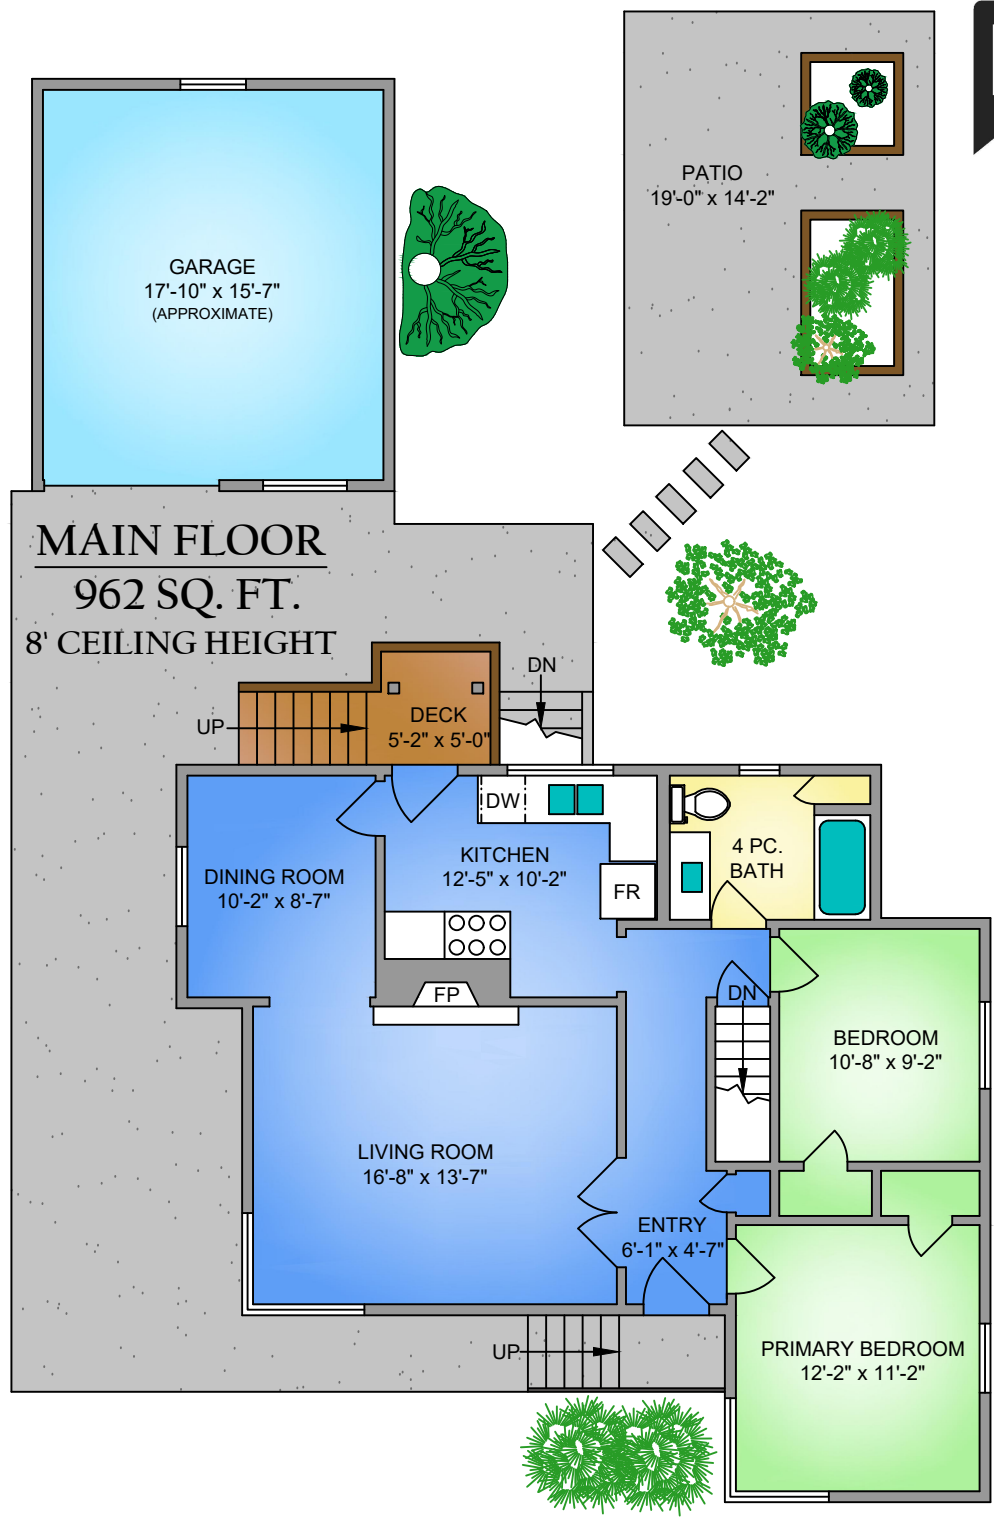 PATIO
19'-0" x 14'-2"
GARAGE
17'-10" x 15'-7"
(APPROXIMATE)
MAIN FLOOR
962 SQ. FT.
8' CEILING HEIGHT
DN
UP
DECK
5'-2" x 5'-0"
DW
KITCHEN
12'-5" x 10'-2"
4 PC.
BATH
DINING ROOM
10'-2" x 8'-7"
FR
FP
DN
BEDROOM
10'-8" x 9'-2"
LIVING ROOM
16'-8" x 13'-7"
ENTRY
6'-1" x 4'-7"
UP
PRIMARY BEDROOM
12'-2" x 11'-2"